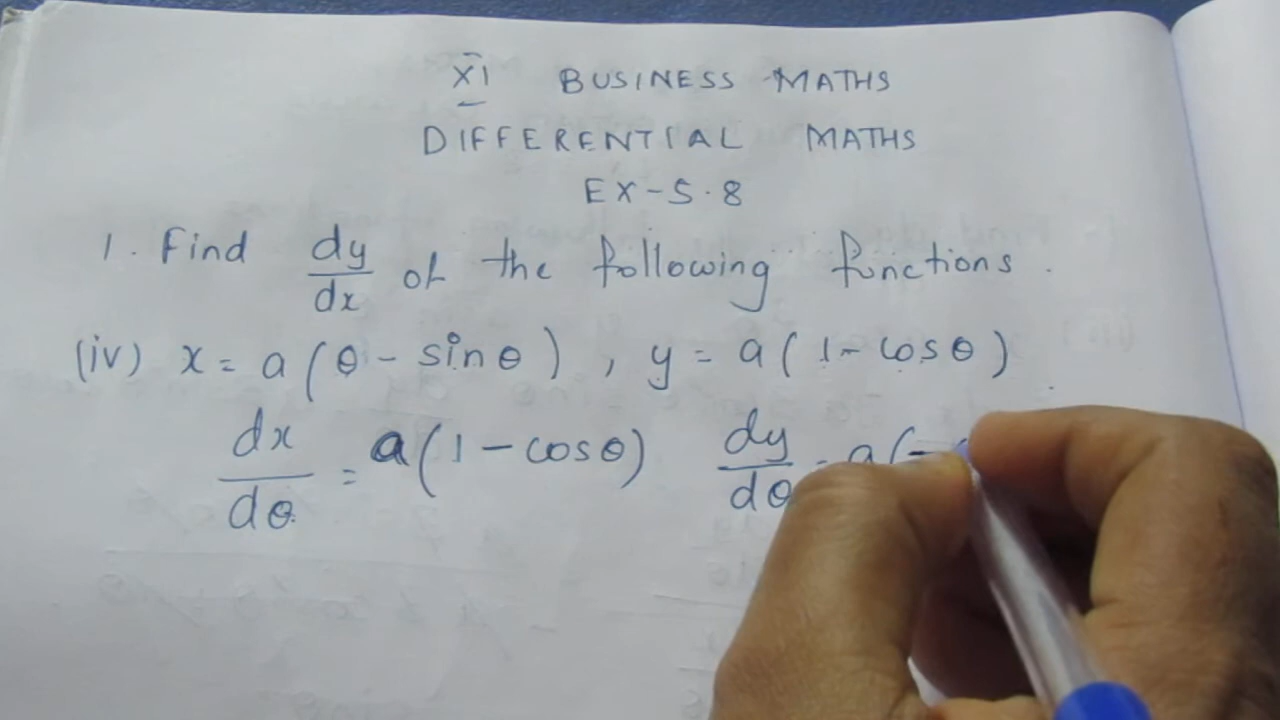 XI BUSINESS MATHS
DIFFERENTIAL MATHS
EX-5.8
1. Find dy/dx of the following functions.
(iv) x = a(θ - sinθ), y = a(1 - cosθ)
dx/dθ = a(1 - cosθ) dy/dθ = a(-